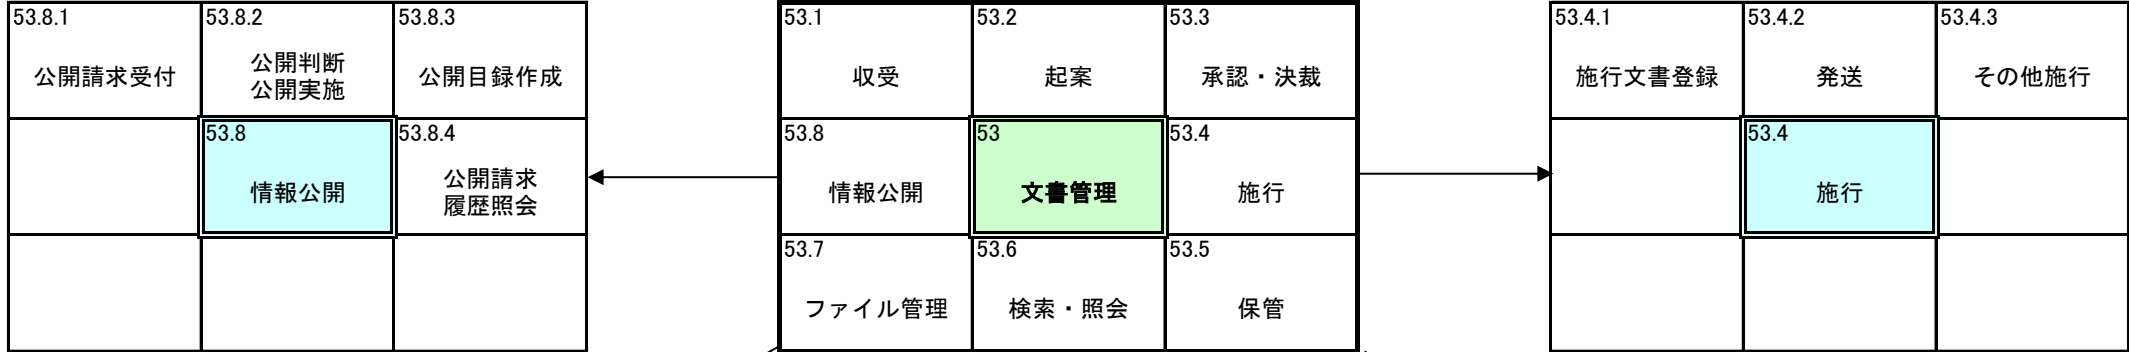 53.8.1
公開請求受付
53.8.2
公開判断
公開実施
53.8.3
公開目録作成
53.8
情報公開
53.8.4
公開請求
履歴照会
53.1
収受
53.2
起案
53.3
承認・決裁
53.8
情報公開
53
文書管理
53.4
施行
53.7
ファイル管理
53.6
検索・照会
53.5
保管
53.4.1
施行文書登録
53.4.2
発送
53.4.3
その他施行
53.4
施行